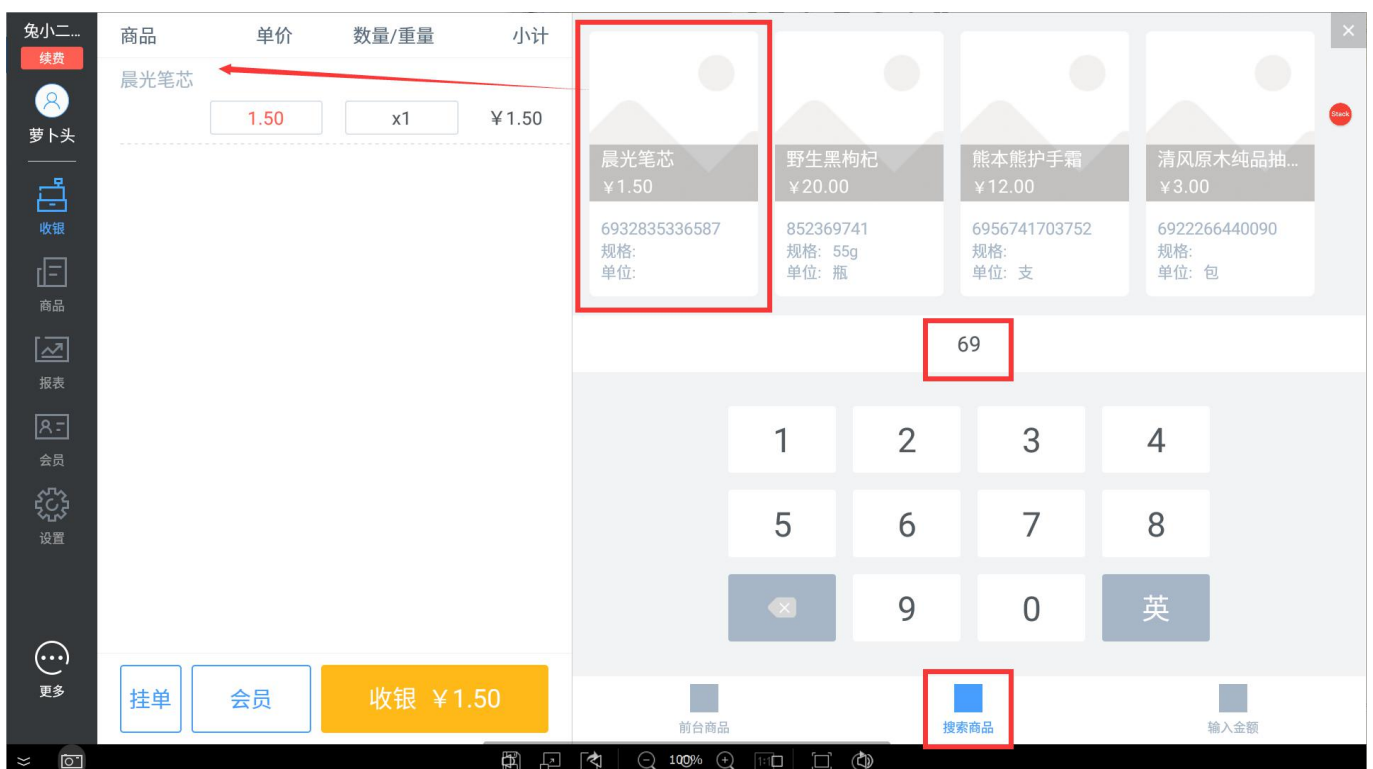 兔小二...
续费
萝卜头
收银
商品
报表
会员
设置
更多
商品 单价 数量/重量 小计
晨光笔芯
1.50 x1 ￥1.50
挂单 会员 收银 ￥1.50
晨光笔芯
￥1.50
6932835336587
规格:
单位:
野生黑枸杞
￥20.00
852369741
规格: 55g
单位: 瓶
熊本熊护手霜
￥12.00
6956741703752
规格:
单位: 支
清风原木纯品抽...
￥3.00
6922266440090
规格:
单位: 包
Stack
69
1 2 3 4
5 6 7 8
9 0 英
前台商品 搜索商品 输入金额
100% 1:1